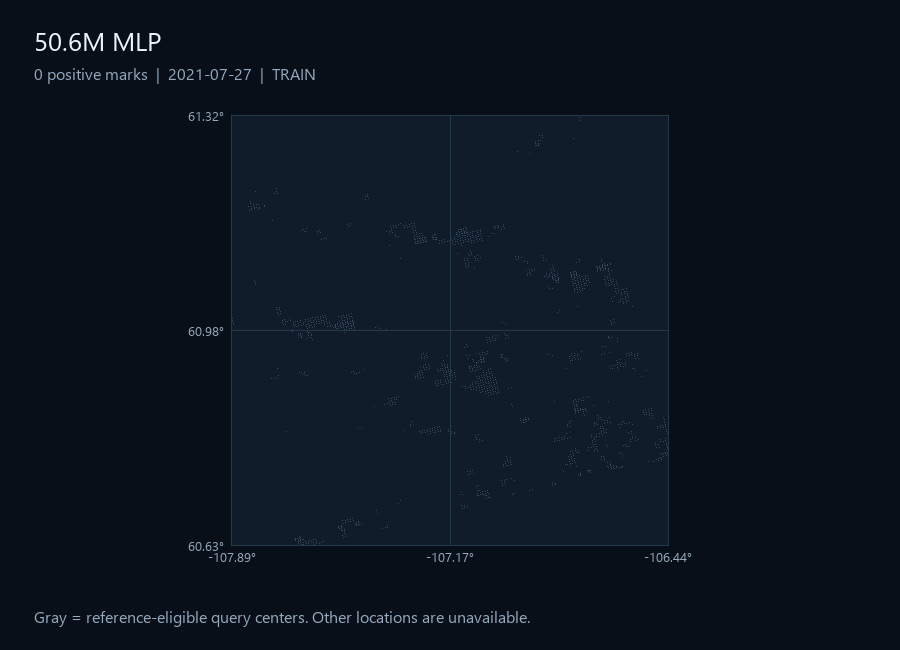 50.6M MLP
0 positive marks | 2021-07-27 | TRAIN
61.32°
60.98°
60.63°
-107.89° -107.17° -106.44°
Gray = reference-eligible query centers. Other locations are unavailable.